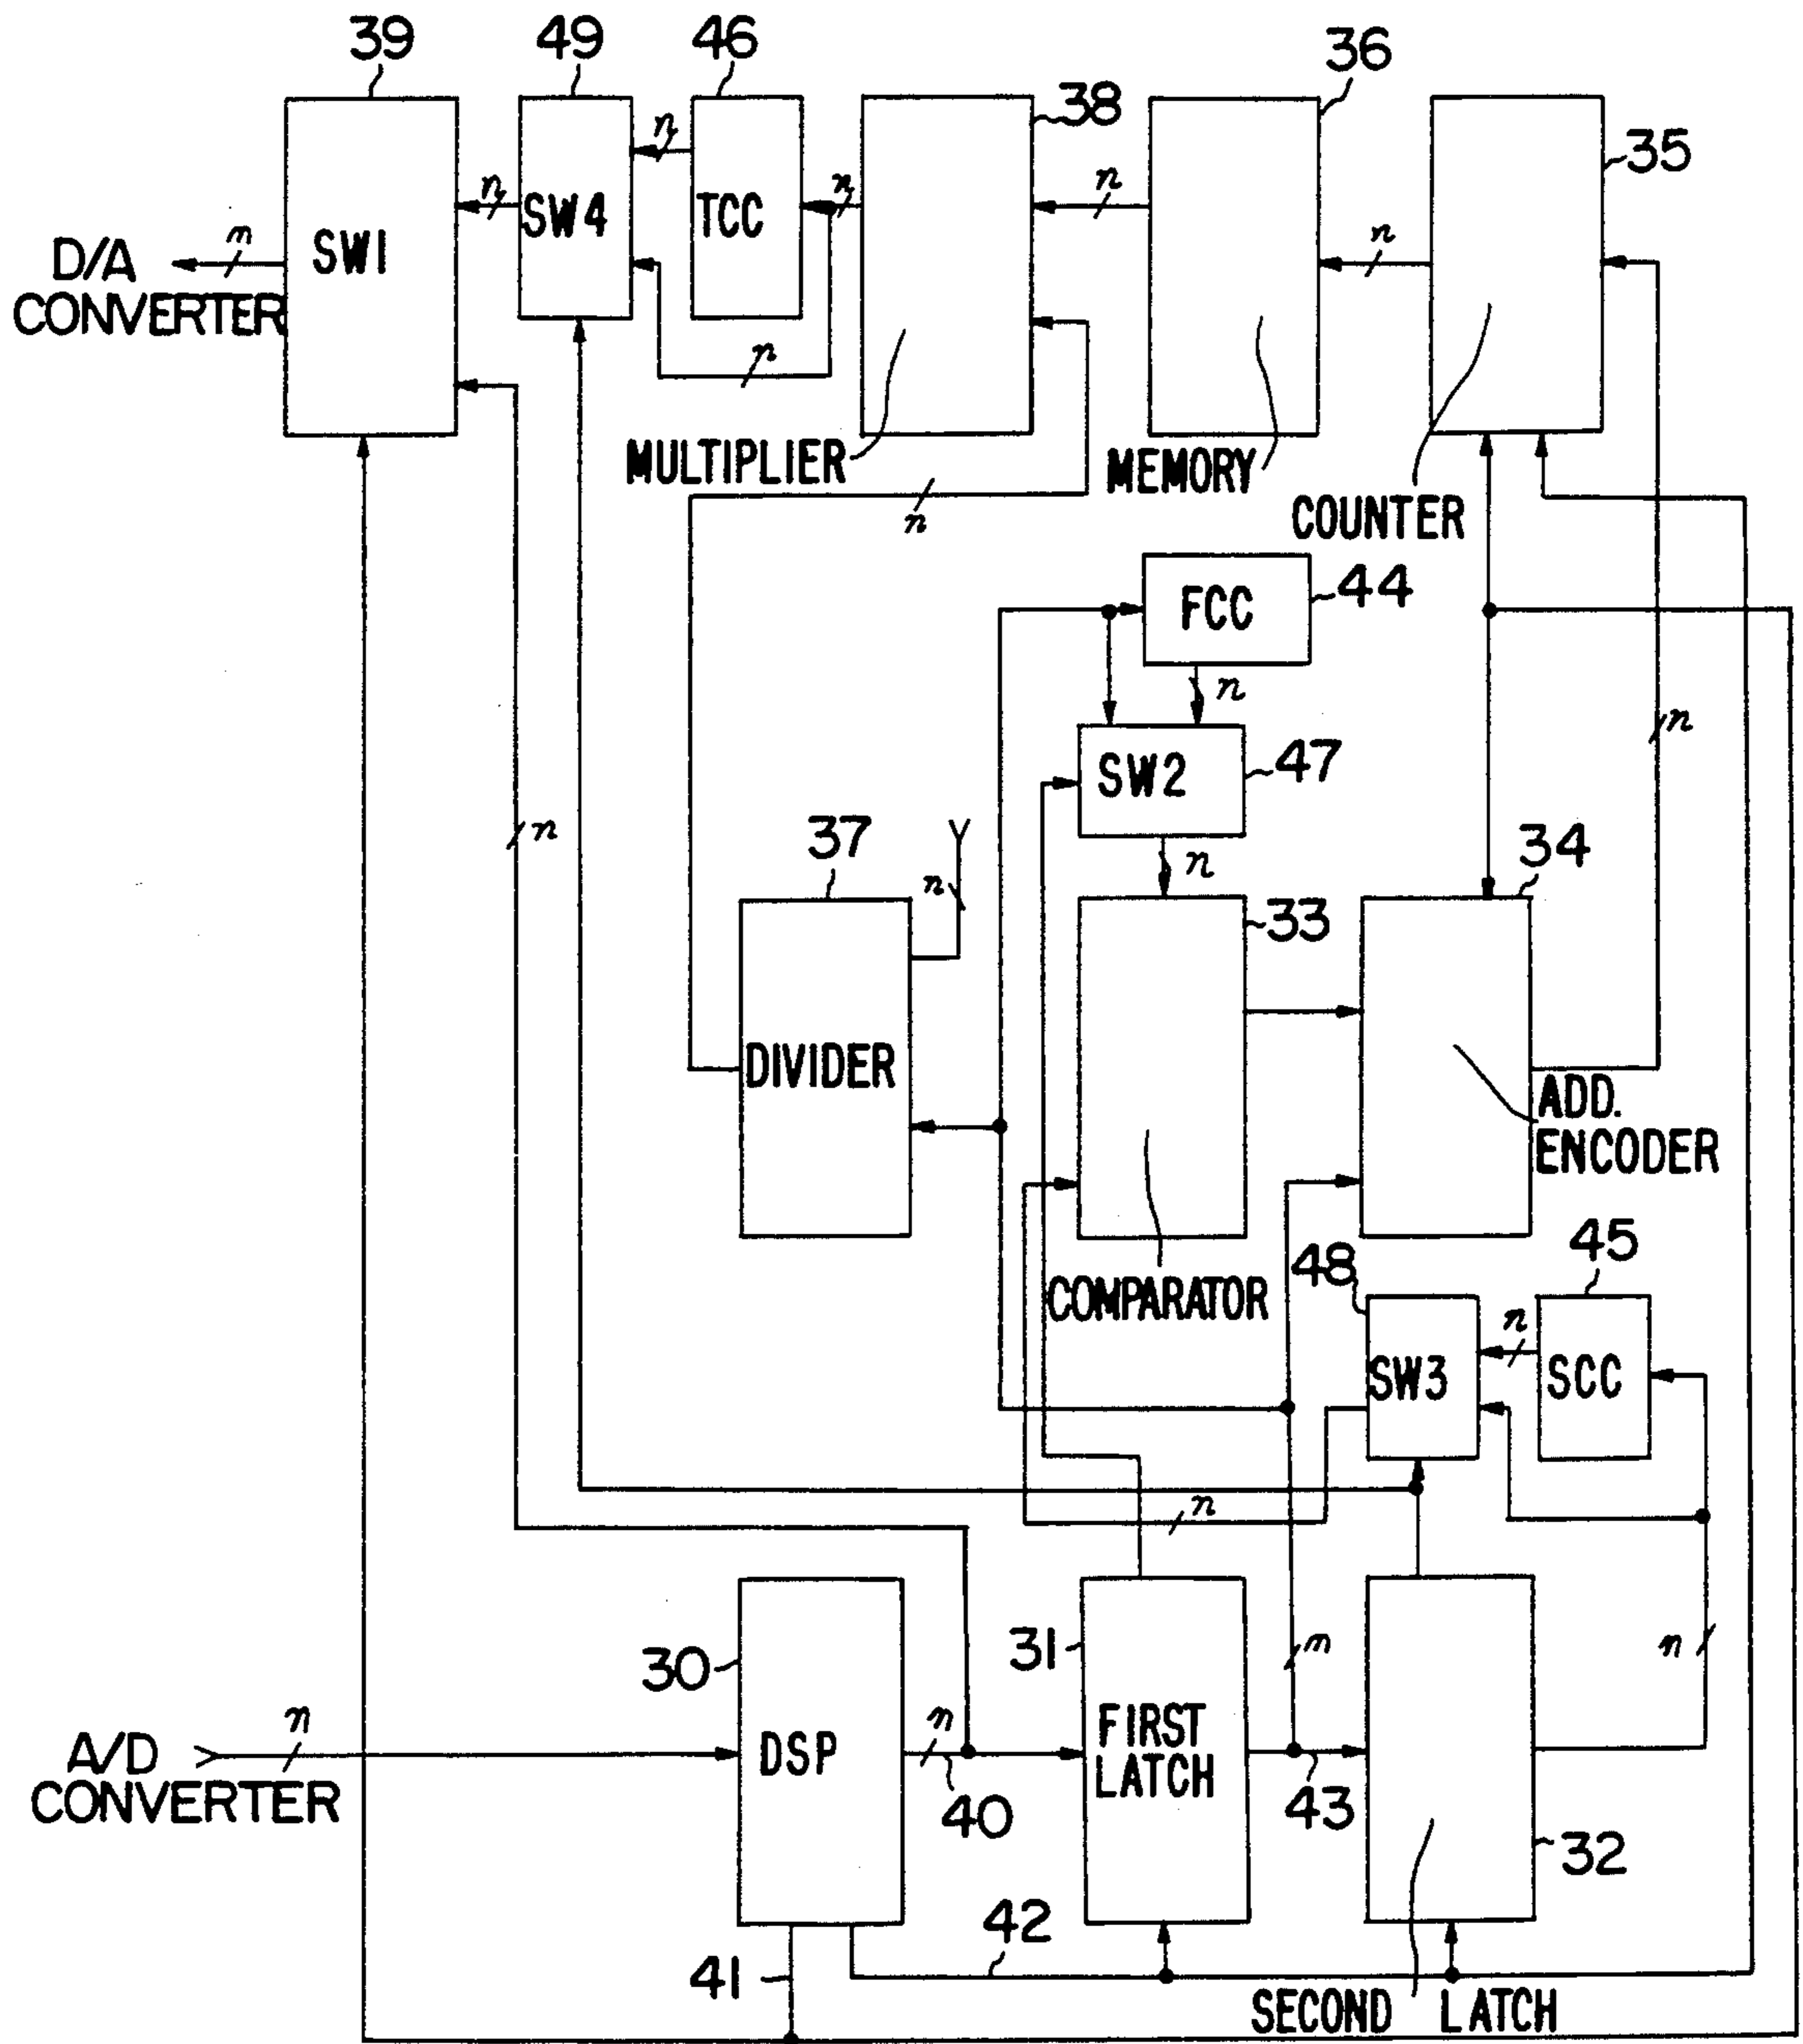 39
49
46
36
38
35
n
n
n
n
n
n
SW1
SW4
TCC
D/A
CONVERTER
n
MULTIPLIER
MEMORY
n
COUNTER
FCC
44
n
SW2
47
n
n
37
n
n
34
33
DIVIDER
ADD.
ENCODER
48
45
COMPARATOR
n
SW3
SCC
n
30
31
n
n
A/D
CONVERTER
n
DSP
n
40
FIRST
LATCH
43
32
41
42
SECOND LATCH